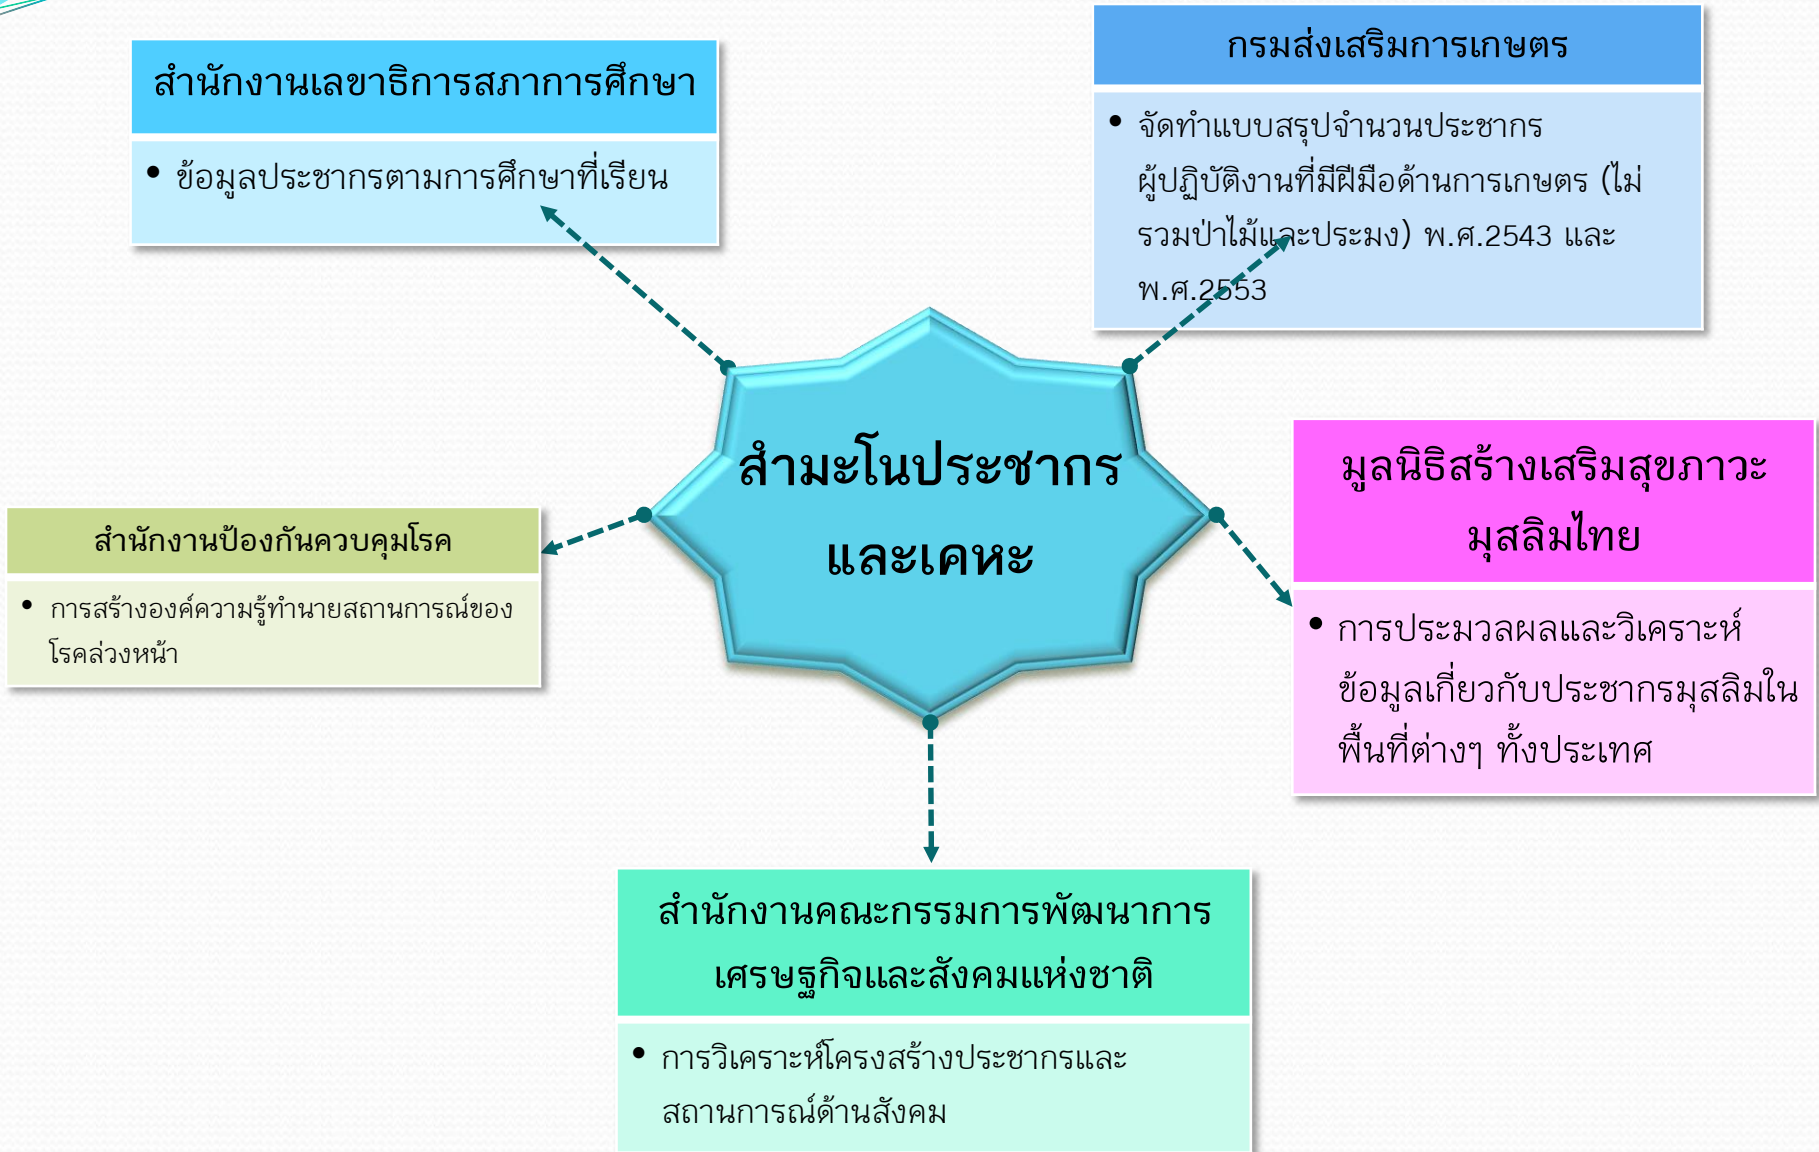 สำนักงานเลขาธิการสภาการศึกษา
• ข้อมูลประชากรตามการศึกษาที่เรียน
กรมส่งเสริมการเกษตร
• จัดทำแบบสรุปจำนวนประชากร
ผู้ปฏิบัติงานที่มีฝีมือด้านการเกษตร (ไม่
รวมป่าไม้และประมง) พ.ศ.2543 และ
พ.ศ.2553
สำมะโนประชากร
และเคหะ
มูลนิธิสร้างเสริมสุขภาวะ
มุสลิมไทย
• การประมวลผลและวิเคราะห์
ข้อมูลเกี่ยวกับประชากรมุสลิมใน
พื้นที่ต่างๆ ทั้งประเทศ
สำนักงานป้องกันควบคุมโรค
• การสร้างองค์ความรู้ทำนายสถานการณ์ของ
โรคล่วงหน้า
สำนักงานคณะกรรมการพัฒนาการ
เศรษฐกิจและสังคมแห่งชาติ
• การวิเคราะห์โครงสร้างประชากรและ
สถานการณ์ด้านสังคม